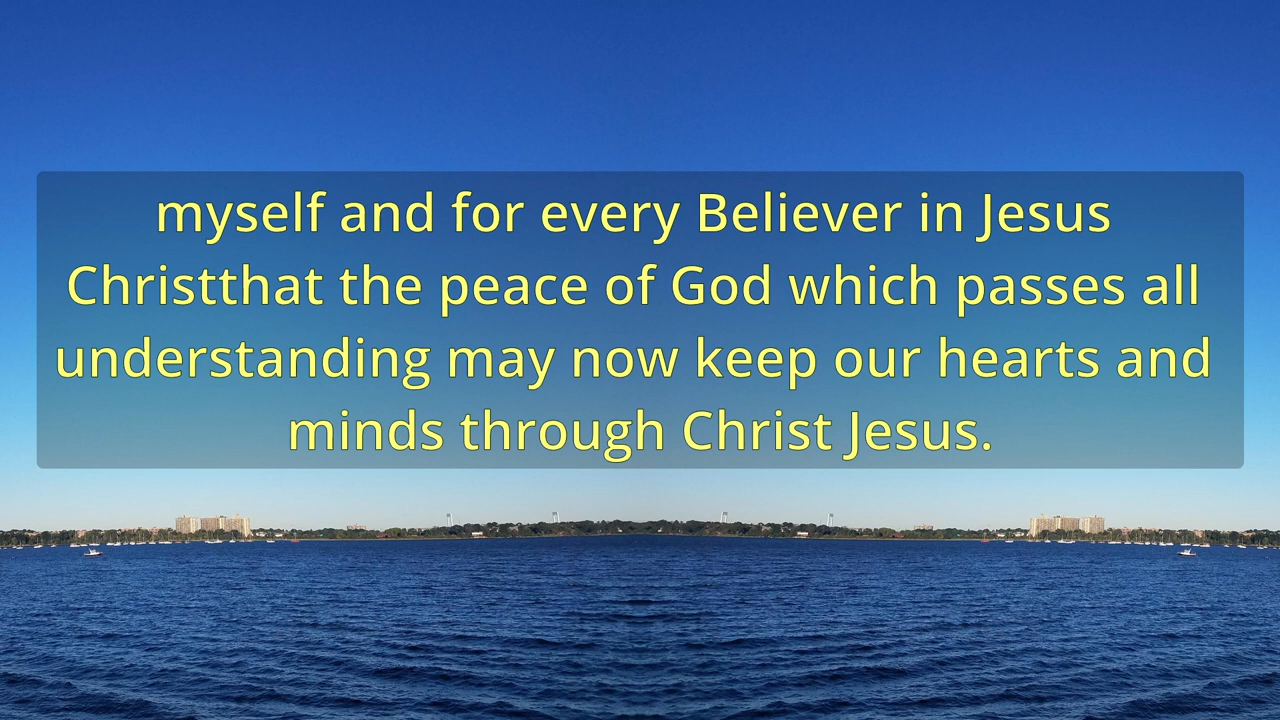 myself and for every Believer in Jesus
Christthat the peace of God which passes all
understanding may now keep our hearts and
minds through Christ Jesus.